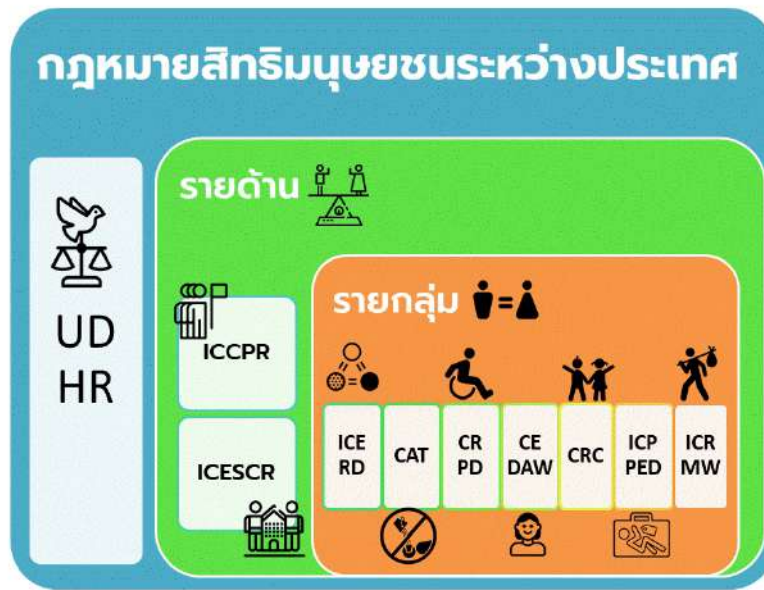 กฎหมายสิทธิมนุษยชนระหว่างประเทศ
UD
HR
รายด้าน
ICCPR
ICESCR
รายกลุ่ม
ICE
RD
CAT
CR
PD
CE
DAW
CRC
ICP
PED
ICR
MW